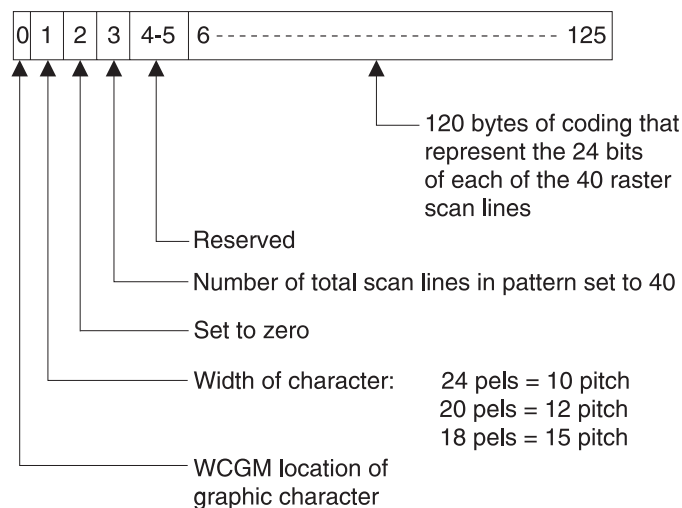 0 1 2 3 4-5 6 ------------------------------ 125
120 bytes of coding that
represent the 24 bits
of each of the 40 raster
scan lines
Reserved
Number of total scan lines in pattern set to 40
Set to zero
Width of character: 24 pels = 10 pitch
20 pels = 12 pitch
18 pels = 15 pitch
WCGM location of
graphic character